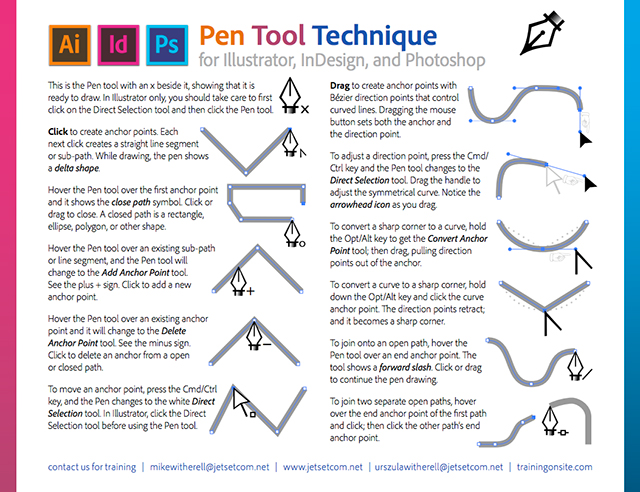 Ai Id Ps
Pen Tool Technique
for Illustrator, InDesign, and Photoshop
This is the Pen tool with an x beside it, showing that it is
ready to draw. In Illustrator only, you should take care to first
click on the Direct Selection tool and then click the Pen tool.
Click to create anchor points. Each
next click creates a straight line segment
or sub-path. While drawing, the pen shows
a delta shape.
Hover the Pen tool over the first anchor point
and it shows the close path symbol. Click or
drag to close. A closed path is a rectangle,
ellipse, polygon, or other shape.
Hover the Pen tool over an existing sub-path
or line segment, and the Pen tool will
change to the Add Anchor Point tool.
See the plus + sign. Click to add a new
anchor point.
Hover the Pen tool over an existing anchor
point and it will change to the Delete
Anchor Point tool. See the minus sign.
Click to delete an anchor from a open
or closed path.
To move an anchor point, press the Cmd/Ctrl
key, and the Pen changes to the white Direct
Selection tool. In Illustrator, click the Direct
Selection tool before using the Pen tool.
Drag to create anchor points with
Bézier direction points that control
curved lines. Dragging the mouse
button sets both the anchor and
the direction point.
To adjust a direction point, press the Cmd/
Ctrl key and the Pen tool changes to the
Direct Selection tool. Drag the handle to
adjust the symmetrical curve. Notice the
arrowhead icon as you drag.
To convert a sharp corner to a curve, hold
the Opt/Alt key to get the Convert Anchor
Point tool; then drag, pulling direction
points out of the anchor.
To convert a curve to a sharp corner, hold
down the Opt/Alt key and click the curve
anchor point. The direction points retract;
and it becomes a sharp corner.
To join onto an open path, hover the
Pen tool over an end anchor point. The
tool shows a forward slash. Click or drag
to continue the pen drawing.
To join two separate open paths, hover
over the end anchor point of the first path
and click; then click the other path's end
anchor point.
contact us for training | mikewitherell@jetsetcom.net | www.jetsetcom.net | urszulawitherell@jetsetcom.net | trainingonsite.com